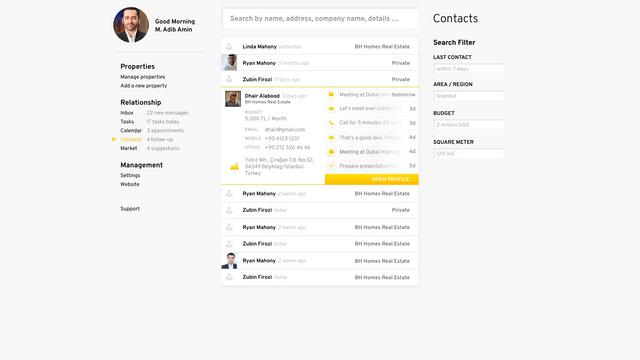 Good Morning
M. Adib Amin
Properties
Manage properties
Add a new property
Relationship
Inbox 22 new messages
Tasks 17 tasks today
Calendar 3 appointments
Contacts 4 follow-up
Market 4 suggestions
Management
Settings
Website
Support
Search by name, address, company name, details ...
Linda Mahony yesterday BH Homes Real Estate
Ryan Mahony 3 months ago Private
Zubin Firozi 17 days ago Private
Dhair Alabood 3 days ago
BH Homes Real Estate
BUDGET
5,000 TL / Month
EMAIL dhair@gmail.com
MOBILE +90 4123 1231
OFFICE +90 212 326 46 46
Yıldız Mh., Çırağan Cd. No:32,
34349 Beşiktaş/İstanbul
Turkey
Meeting at Dubai tomorrow
Let's meet over coffee 3d
Call for 5 minutes 3d
That's a good idea. 4d
Meeting at Dubai 4d
Prepare presentation 5d
OPEN PROFILE
Ryan Mahony 2 weeks ago BH Homes Real Estate
Zubin Firozi today Private
Ryan Mahony 2 weeks ago BH Homes Real Estate
Zubin Firozi today BH Homes Real Estate
Ryan Mahony 2 weeks ago BH Homes Real Estate
Zubin Firozi today BH Homes Real Estate
Contacts
Search Filter
LAST CONTACT
within 7 days
AREA / REGION
Istanbul
BUDGET
2 million USD
SQUARE METER
120 m2